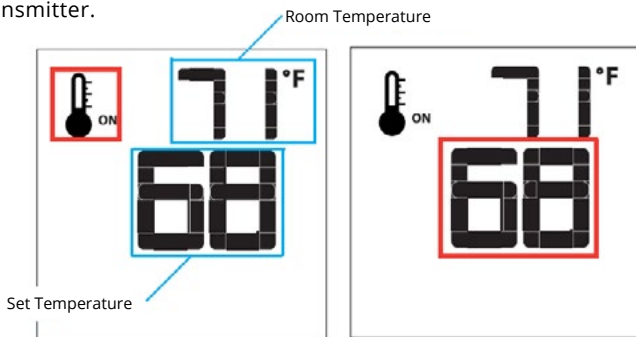 nsmitter.
Room Temperature
ON
71 °F
68
Set Temperature
ON
71 °F
68